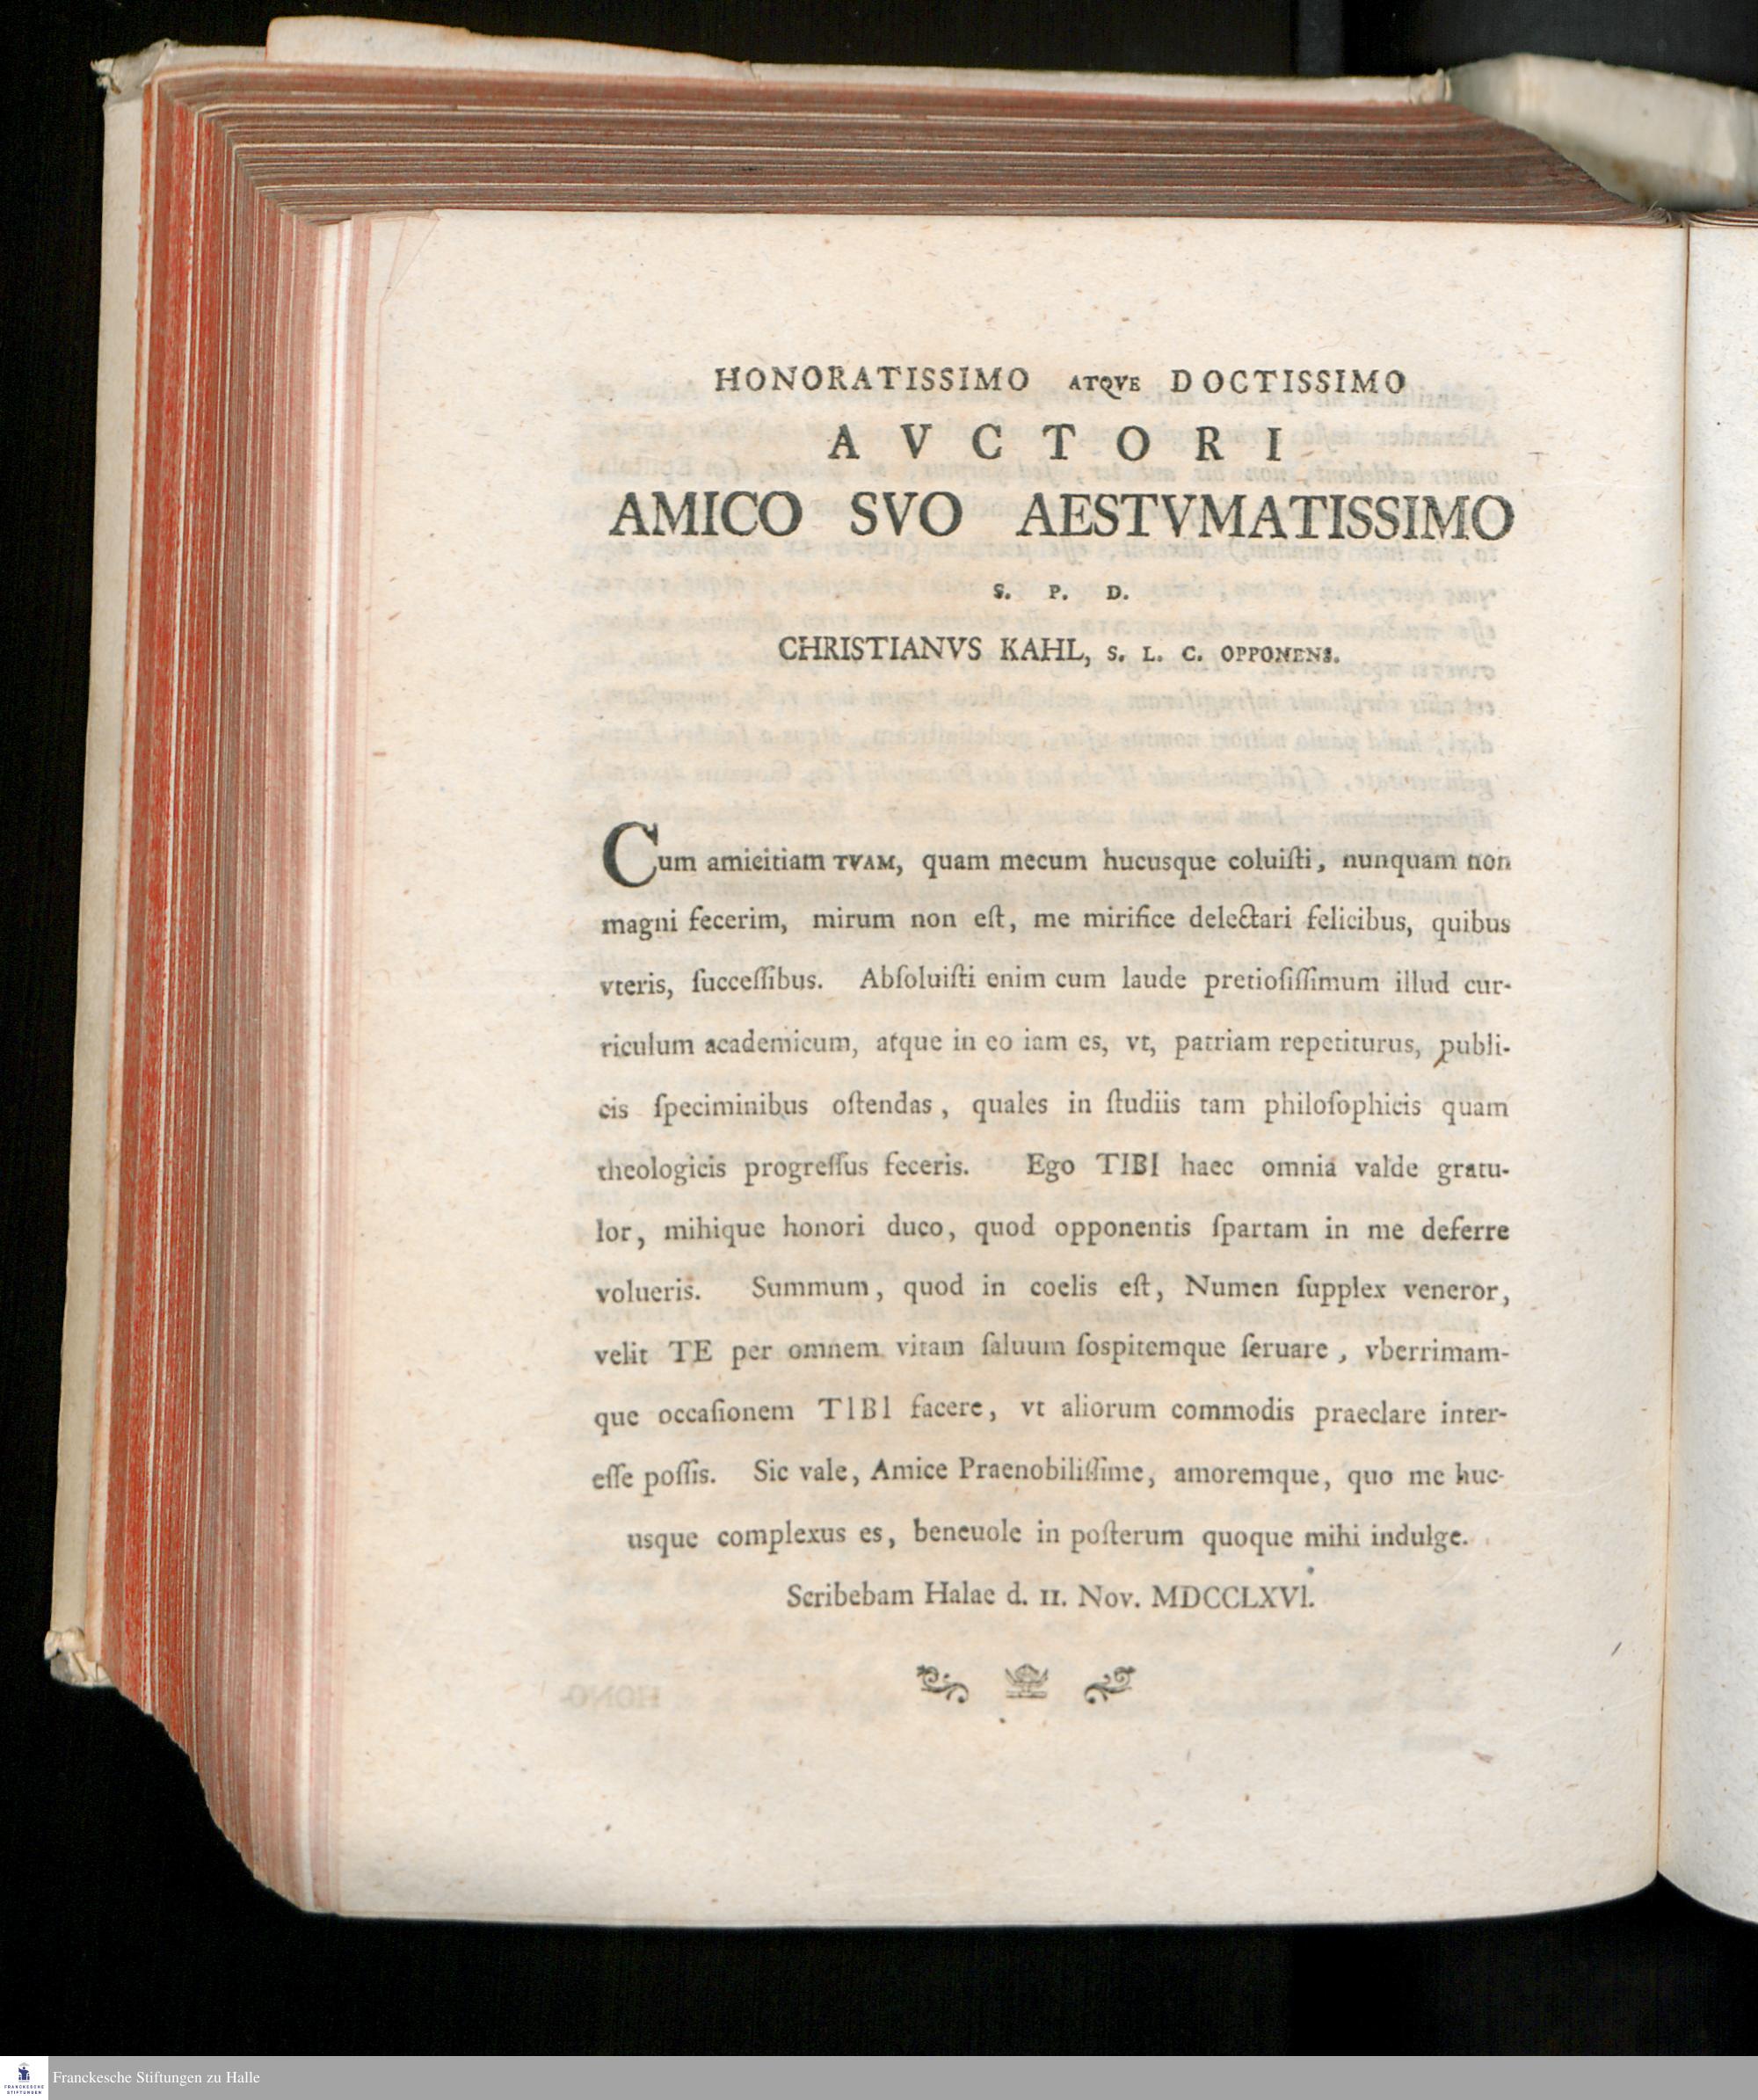 HONORATISSIMO ATQVE DOCTISSIMO
AVCTORI
AMICO SVO AESTVMATISSIMO
S. P. D.
CHRISTIANVS KAHL, S. L. C. OPPONENS.
Cum amicitiam TVAM, quam mecum hucusque coluiſti, nunquam non
magni fecerim, mirum non eſt, me mirifice delectari felicibus, quibus
vteris, ſucceſſibus. Abſoluiſti enim cum laude pretioſiſſimum illud cur-
riculum academicum, atque in eo iam es, vt, patriam repetiturus, publi-
cis ſpeciminibus oſtendas, quales in ſtudiis tam philoſophicis quam
theologicis progreſſus feceris. Ego TIBI haec omnia valde gratu-
lor, mihique honori duco, quod opponentis ſpartam in me deferre
volueris. Summum, quod in coelis eſt, Numen ſupplex veneror,
velit TE per omnem vitam ſaluum ſoſpitemque ſeruare, vberrimam-
que occaſionem TIBI facere, vt aliorum commodis praeclare inter-
eſſe poſſis. Sic vale, Amice Praenobiliſſime, amoremque, quo me huc-
usque complexus es, beneuole in poſterum quoque mihi indulge.
Scribebam Halae d. 11. Nov. MDCCLXVI.
Franckesche Stiftungen zu Halle